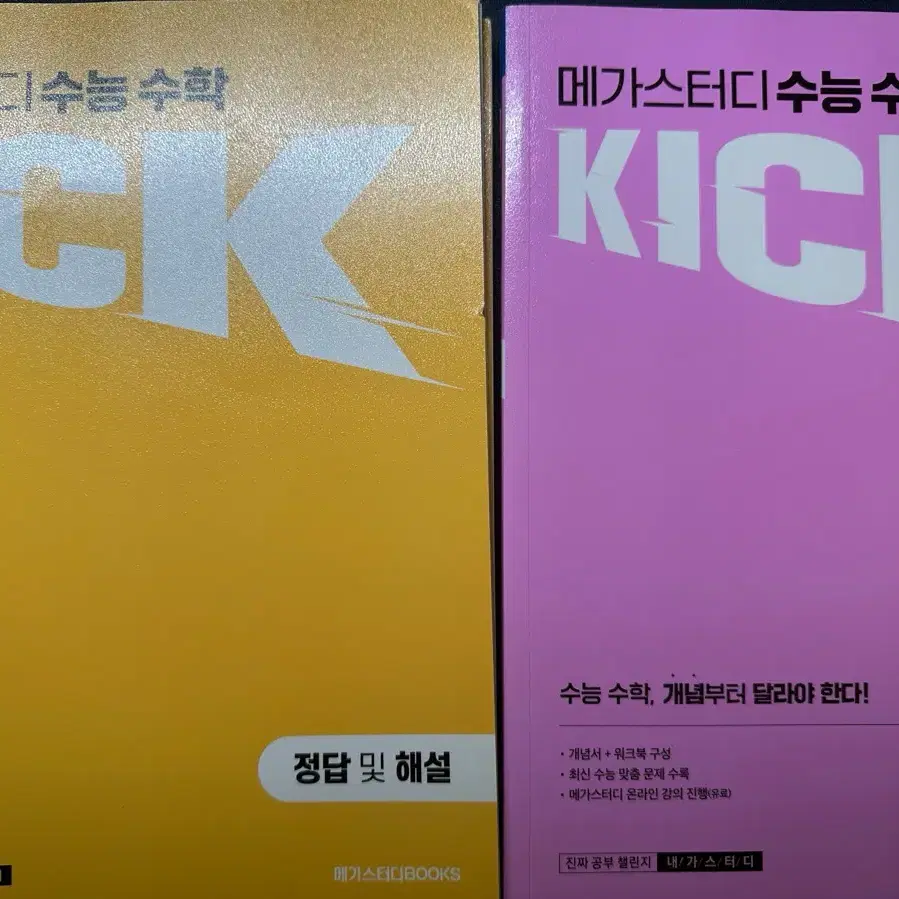 디 수능 수학
CK
정답 및 해설
메가스터디BOOKS
메가스터디 수능 수
KICK
수능 수학, 개념부터 달라야 한다!
• 개념서 + 워크북 구성
• 최신 수능 맞춤 문제 수록
• 메가스터디 온라인 강의 진행(유료)
진짜 공부 챌린지 내/가/스/터/디